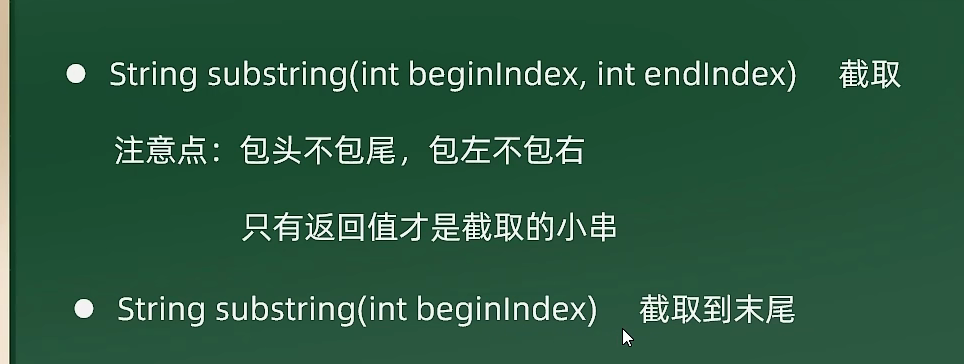 ● String substring(int beginIndex, int endIndex) 截取
注意点：包头不包尾，包左不包右
只有返回值才是截取的小串
● String substring(int beginIndex) 截取到末尾